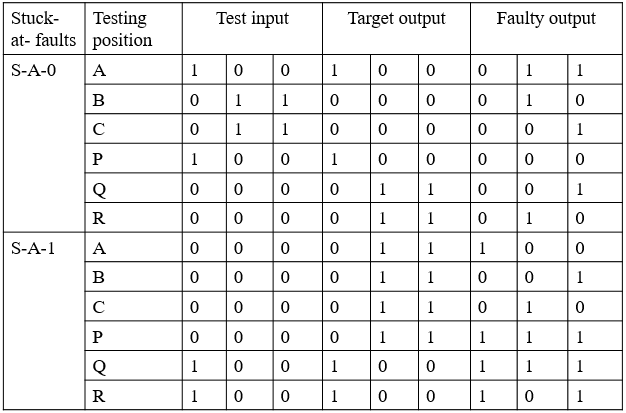 Stuck-at- faults Testing position Test input Target output Faulty output
S-A-0 A 1 0 0 1 0 0 0 1 1
B 0 1 1 0 0 0 0 1 0
C 0 1 1 0 0 0 0 0 1
P 1 0 0 1 0 0 0 0 0
Q 0 0 0 0 1 1 0 0 1
R 0 0 0 0 1 1 0 1 0
S-A-1 A 0 0 0 0 1 1 1 0 0
B 0 0 0 0 1 1 0 0 1
C 0 0 0 0 1 1 0 1 0
P 0 0 0 0 1 1 1 1 1
Q 1 0 0 1 0 0 1 1 1
R 1 0 0 1 0 0 1 0 1